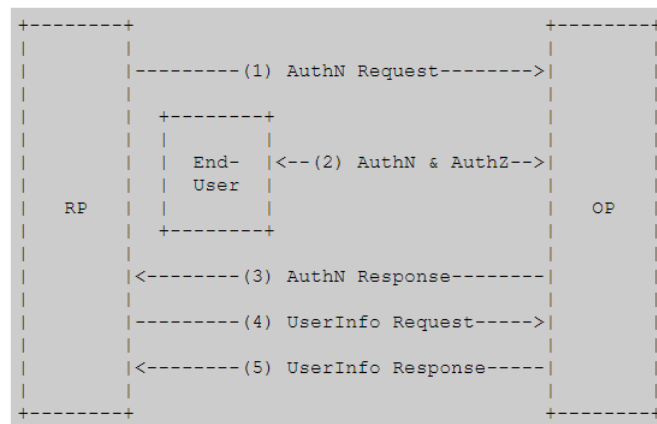 (1) AuthN Request
End-
<--(2) AuthN & AuthZ-->
User
RP
OP
(3) AuthN Response
(4) UserInfo Request
(5) UserInfo Response